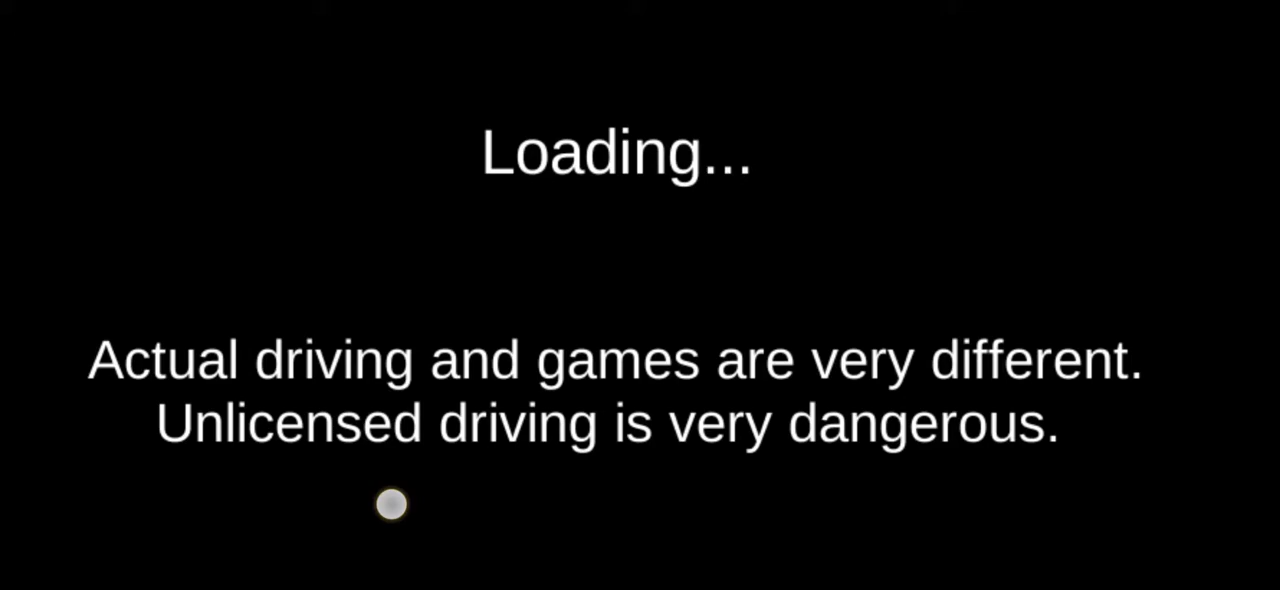 Loading...
Actual driving and games are very different.
Unlicensed driving is very dangerous.